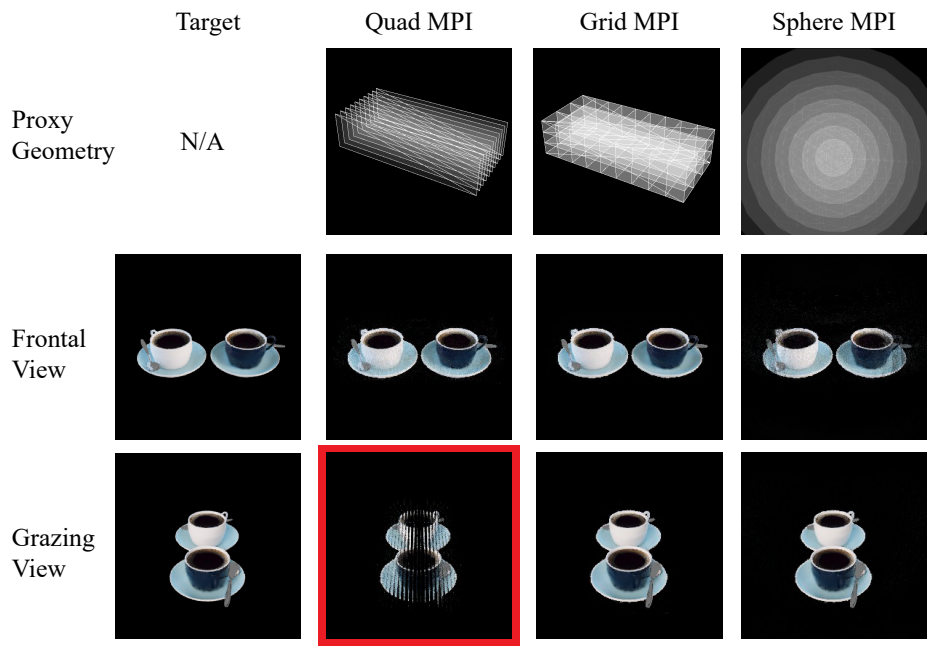 Target Quad MPI Grid MPI Sphere MPI
Proxy
Geometry
N/A
Frontal
View
Grazing
View